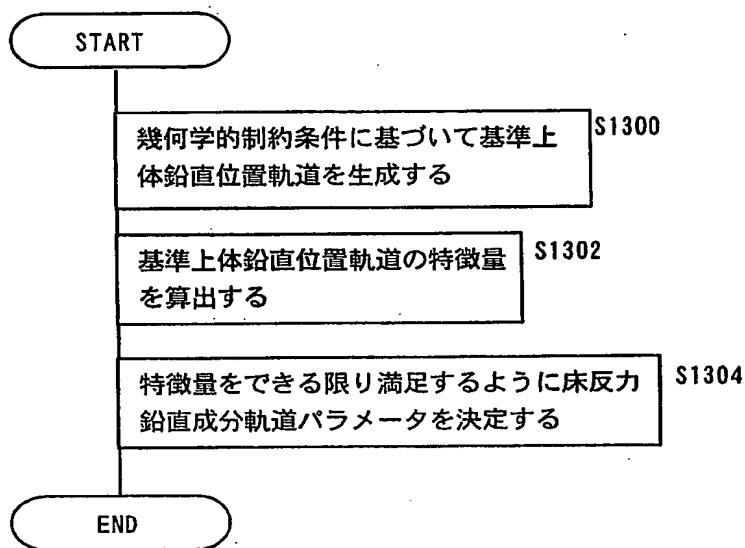 START
幾何学的制約条件に基づいて基準上
体鉛直位置軌道を生成する
S1300
基準上体鉛直位置軌道の特徴量
を算出する
S1302
特徴量をできる限り満足するように床反力
鉛直成分軌道パラメータを決定する
S1304
END